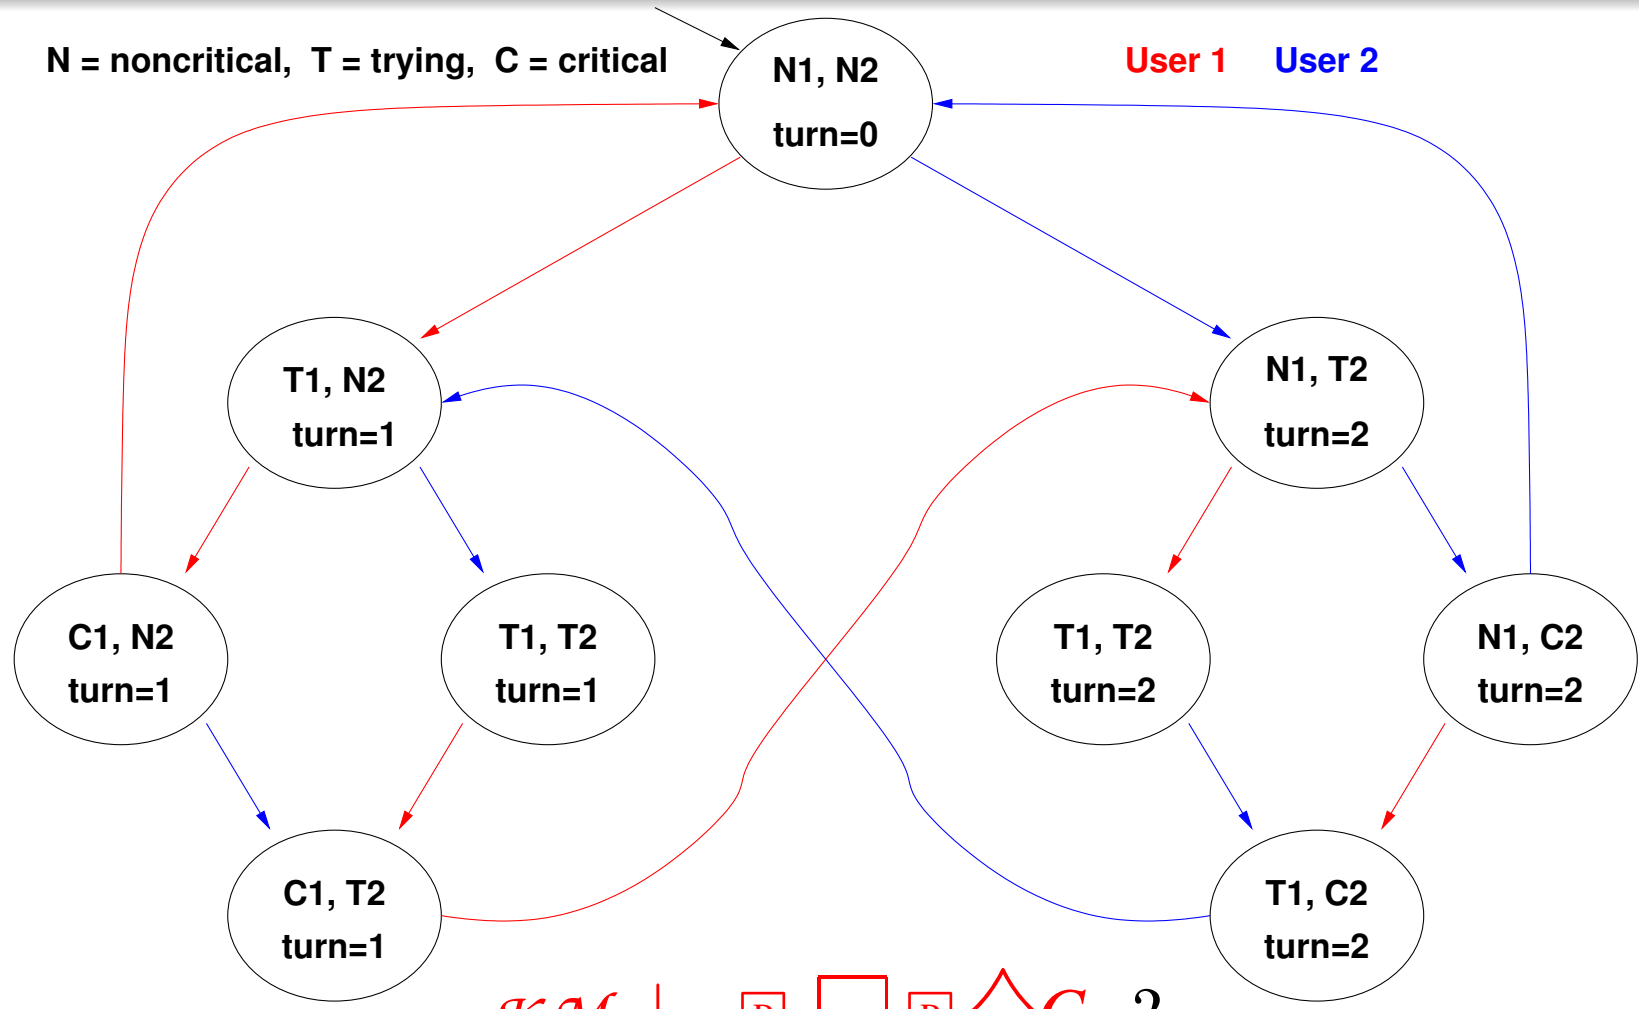 N = noncritical, T = trying, C = critical
User 1 User 2
N1, N2
turn=0
T1, N2
turn=1
N1, T2
turn=2
C1, N2
turn=1
T1, T2
turn=1
T1, T2
turn=2
N1, C2
turn=2
C1, T2
turn=1
T1, C2
turn=2